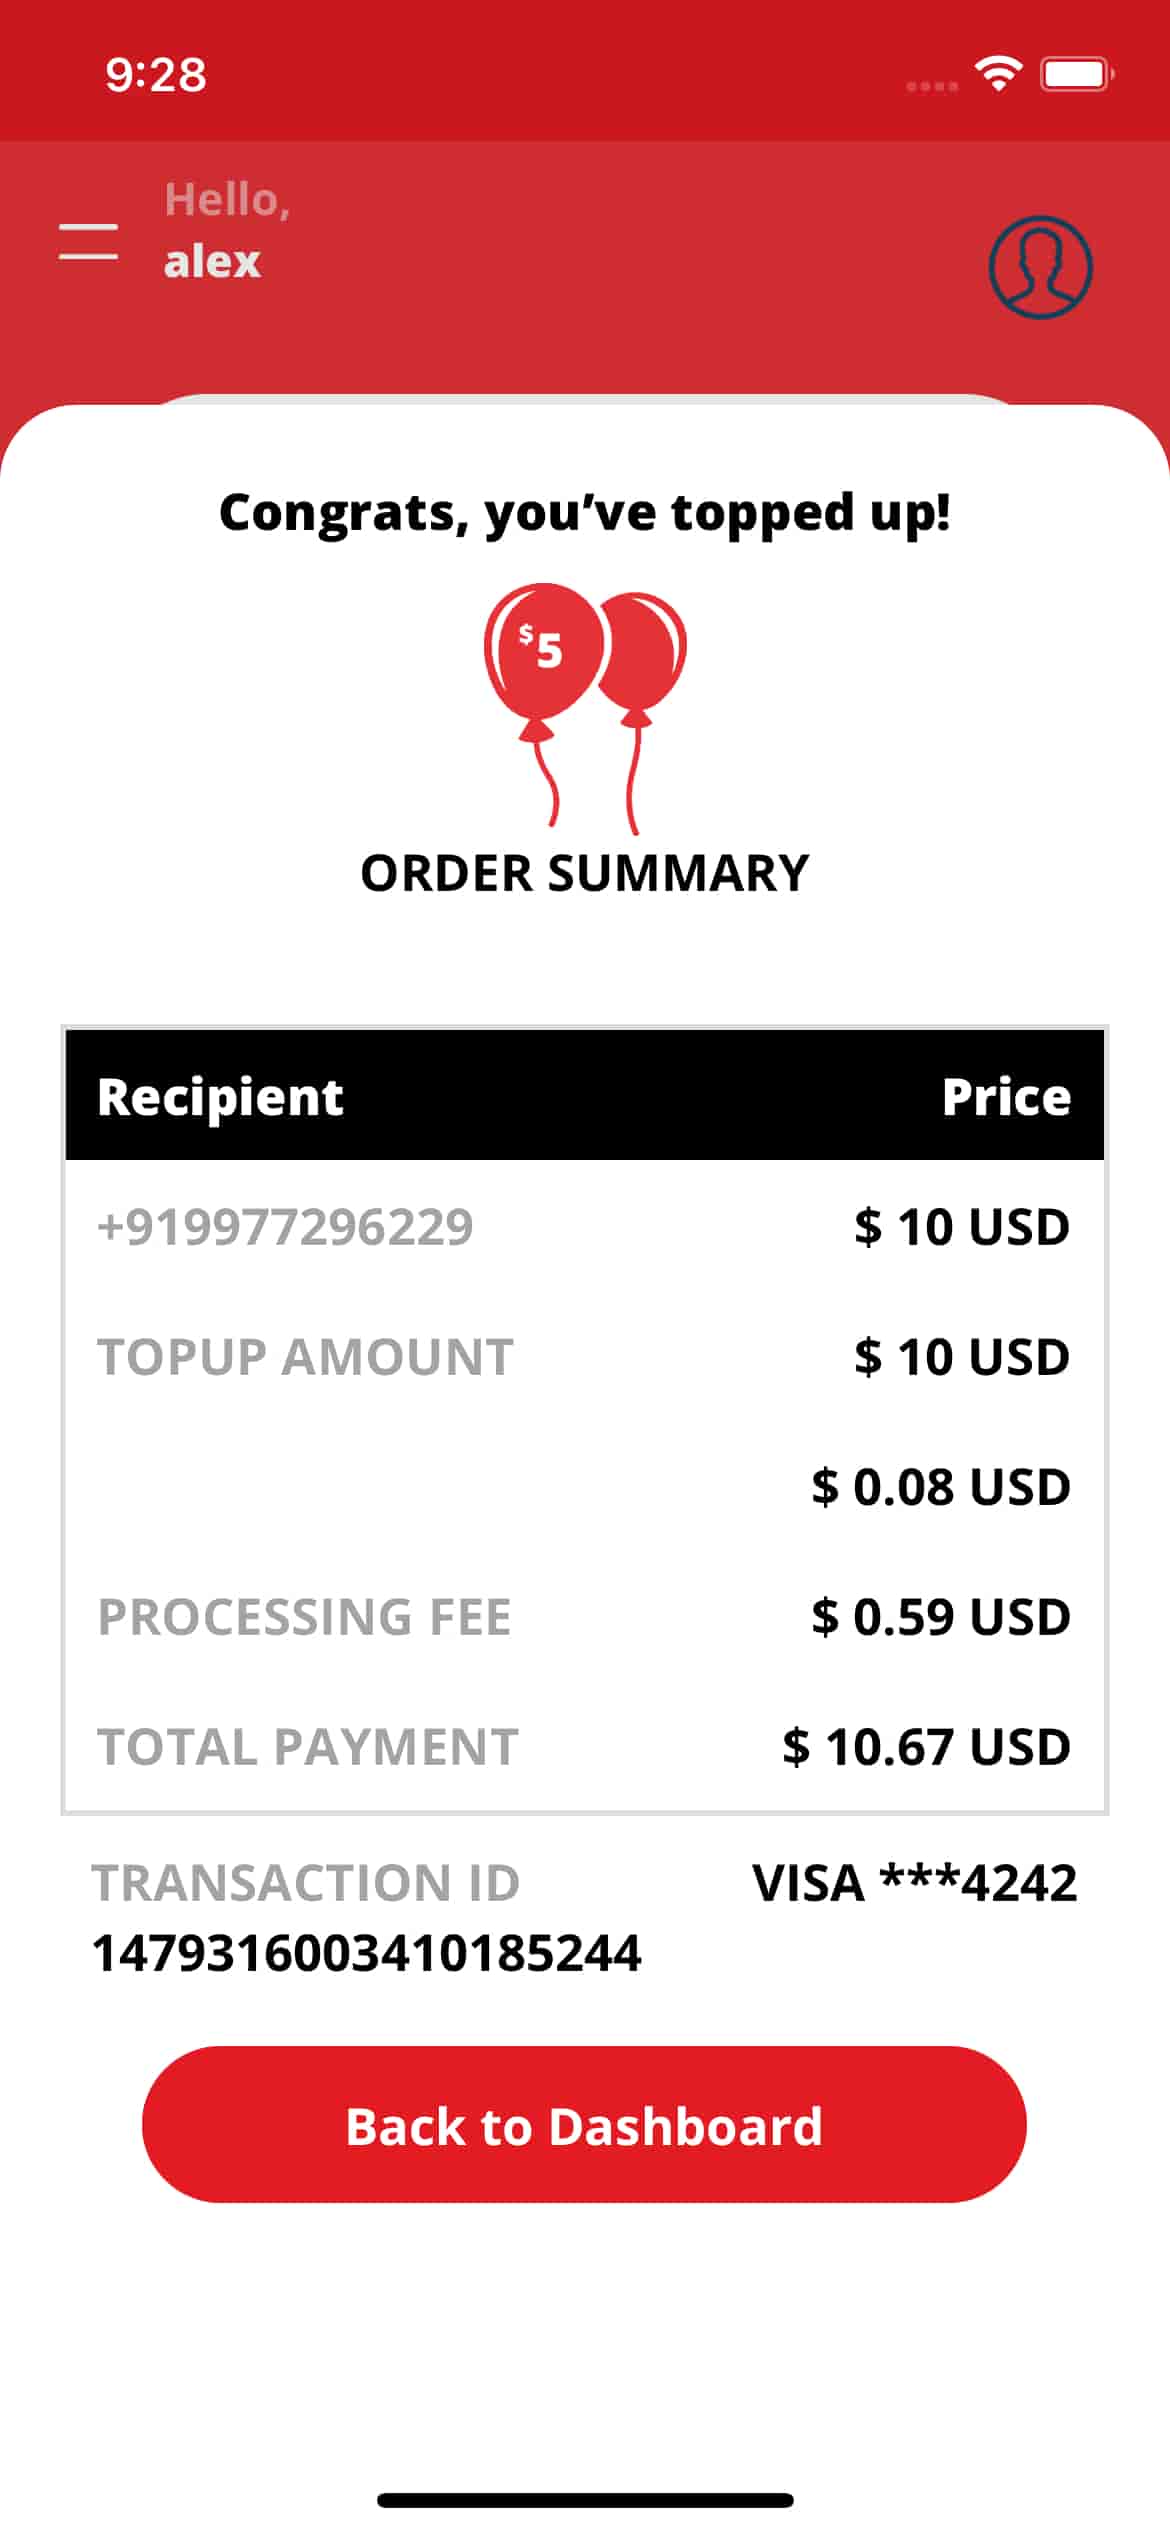 9:28
Hello,
alex
Congrats, you’ve topped up!
$5
ORDER SUMMARY
Recipient Price
+919977296229 $ 10 USD
TOPUP AMOUNT $ 10 USD
$ 0.08 USD
PROCESSING FEE $ 0.59 USD
TOTAL PAYMENT $ 10.67 USD
TRANSACTION ID VISA ***4242
1479316003410185244
Back to Dashboard